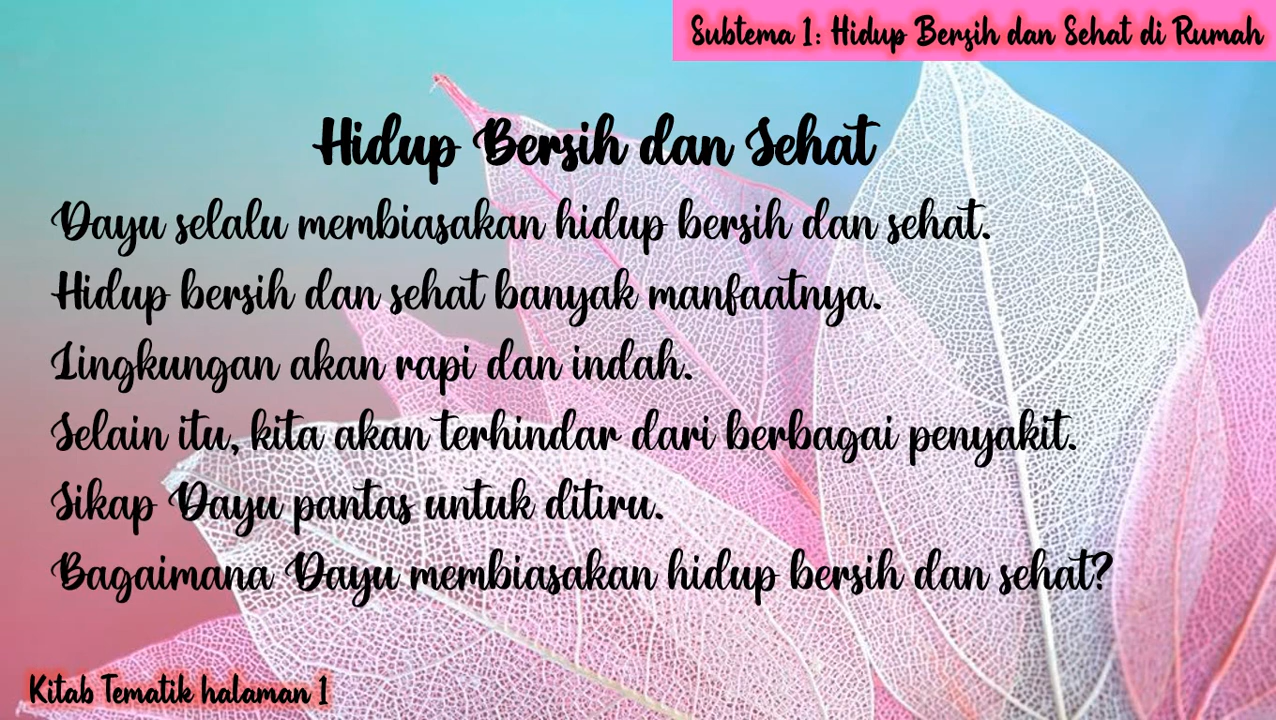 Subtema 1: Hidup Bersih dan Sehat di Rumah
Hidup Bersih dan Sehat
Dayu selalu membiasakan hidup bersih dan sehat.
Hidup bersih dan sehat banyak manfaatnya.
Lingkungan akan rapi dan indah.
Selain itu, kita akan terhindar dari berbagai penyakit.
Sikap Dayu pantas untuk ditiru.
Bagaimana Dayu membiasakan hidup bersih dan sehat?
Kitab Tematik halaman 1